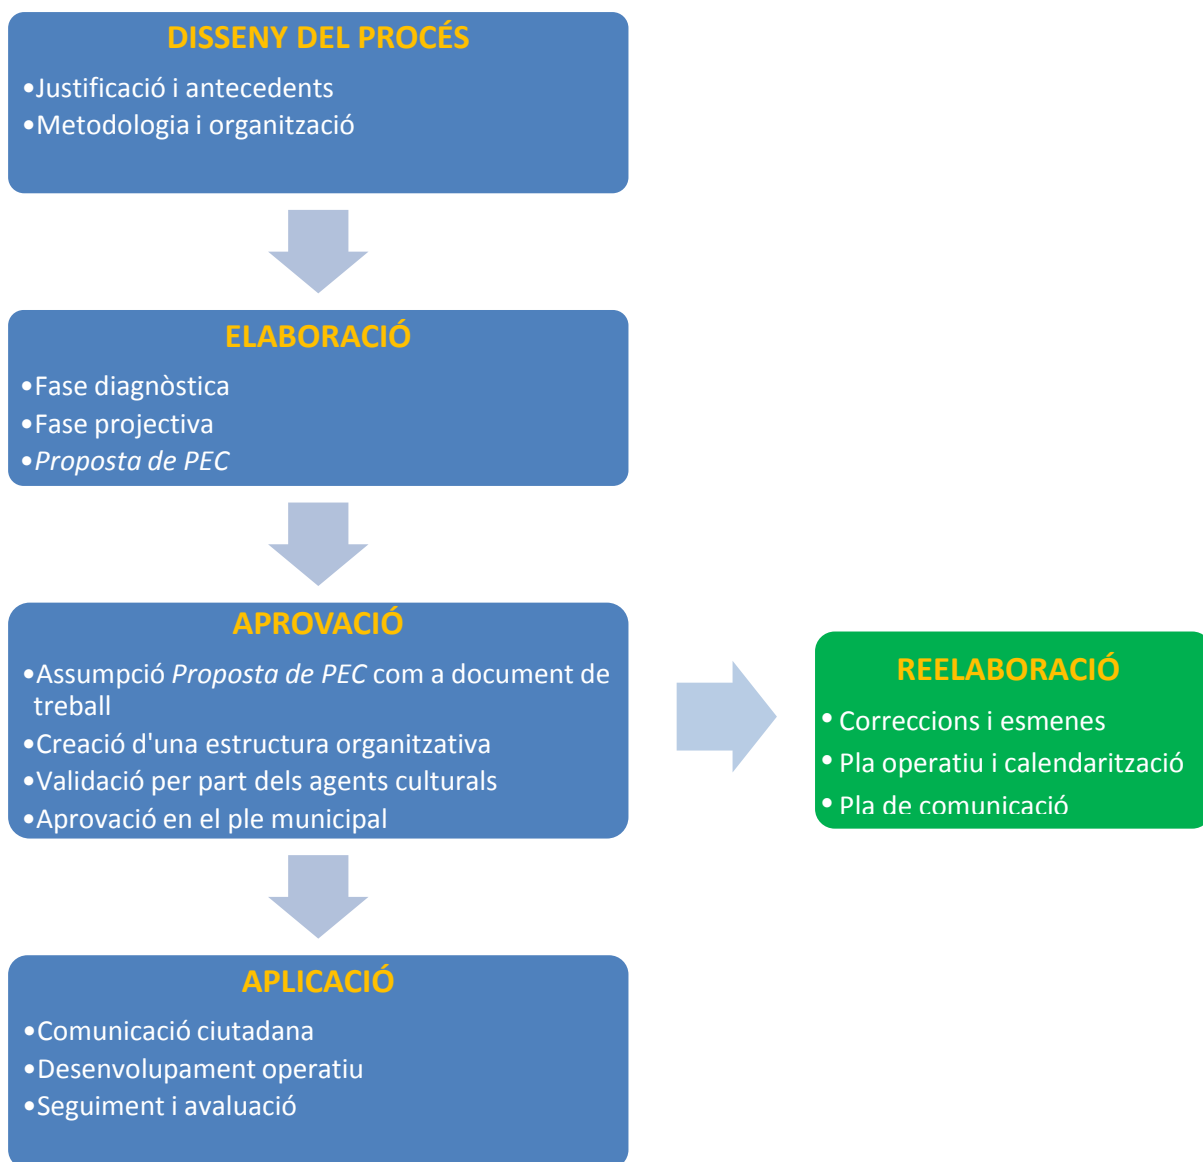 DISSENY DEL PROCÉS
•Justificació i antecedents
•Metodologia i organització
ELABORACIÓ
•Fase diagnòstica
•Fase projectiva
•Proposta de PEC
APROVACIÓ
•Assumpció Proposta de PEC com a document de
treball
•Creació d'una estructura organitzativa
•Validació per part dels agents culturals
•Aprovació en el ple municipal
REELABORACIÓ
• Correccions i esmenes
• Pla operatiu i calendarització
• Pla de comunicació
APLICACIÓ
•Comunicació ciutadana
•Desenvolupament operatiu
•Seguiment i avaluació